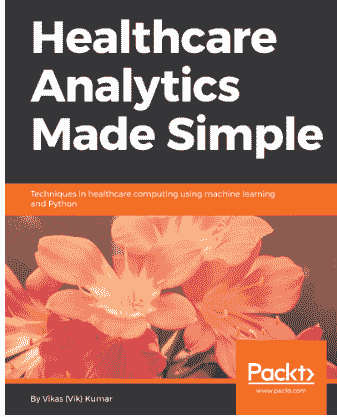 Healthcare
Analytics
Made Simple
Techniques in healthcare computing using machine learning
and Python
By Vikas (Vik) Kumar
Packt>
www.packt.com